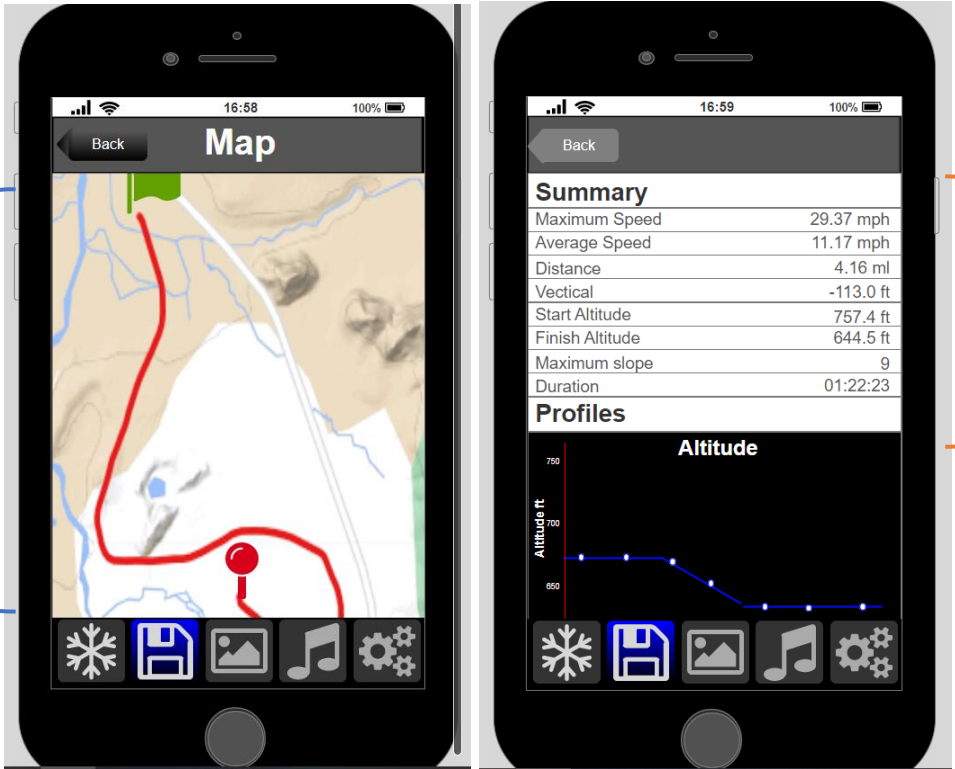 16:58
100%
Back
Map
16:59
100%
Back
Summary
Maximum Speed 29.37 mph
Average Speed 11.17 mph
Distance 4.16 ml
Vectical -113.0 ft
Start Altitude 757.4 ft
Finish Altitude 644.5 ft
Maximum slope 9
Duration 01:22:23
Profiles
Altitude
Altitude ft
750
700
650